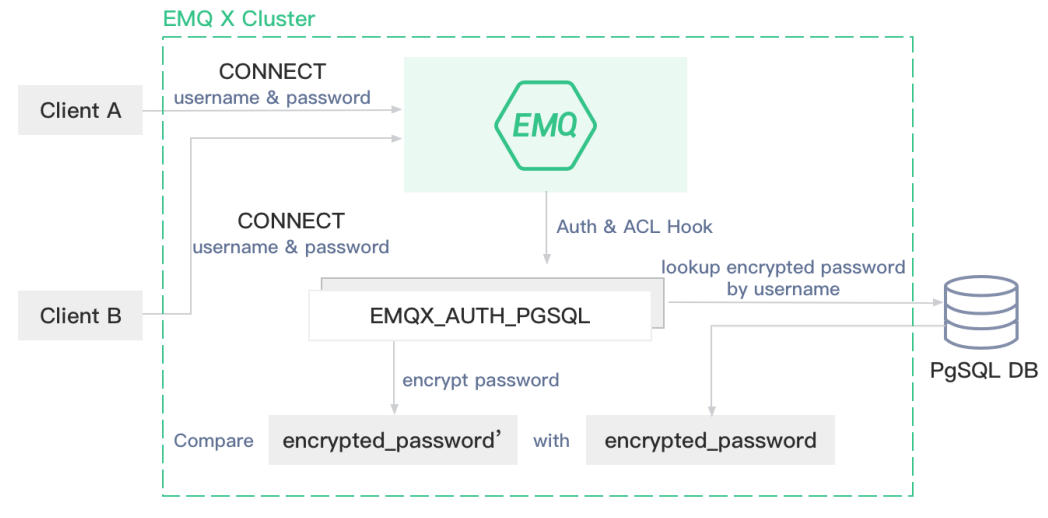 EMQ X Cluster
CONNECT
username & password
Client A
EMQ
CONNECT
username & password
Auth & ACL Hook
lookup encrypted password
by username
Client B
EMQX_AUTH_PGSQL
PgSQL DB
encrypt password
Compare
encrypted_password’
with
encrypted_password